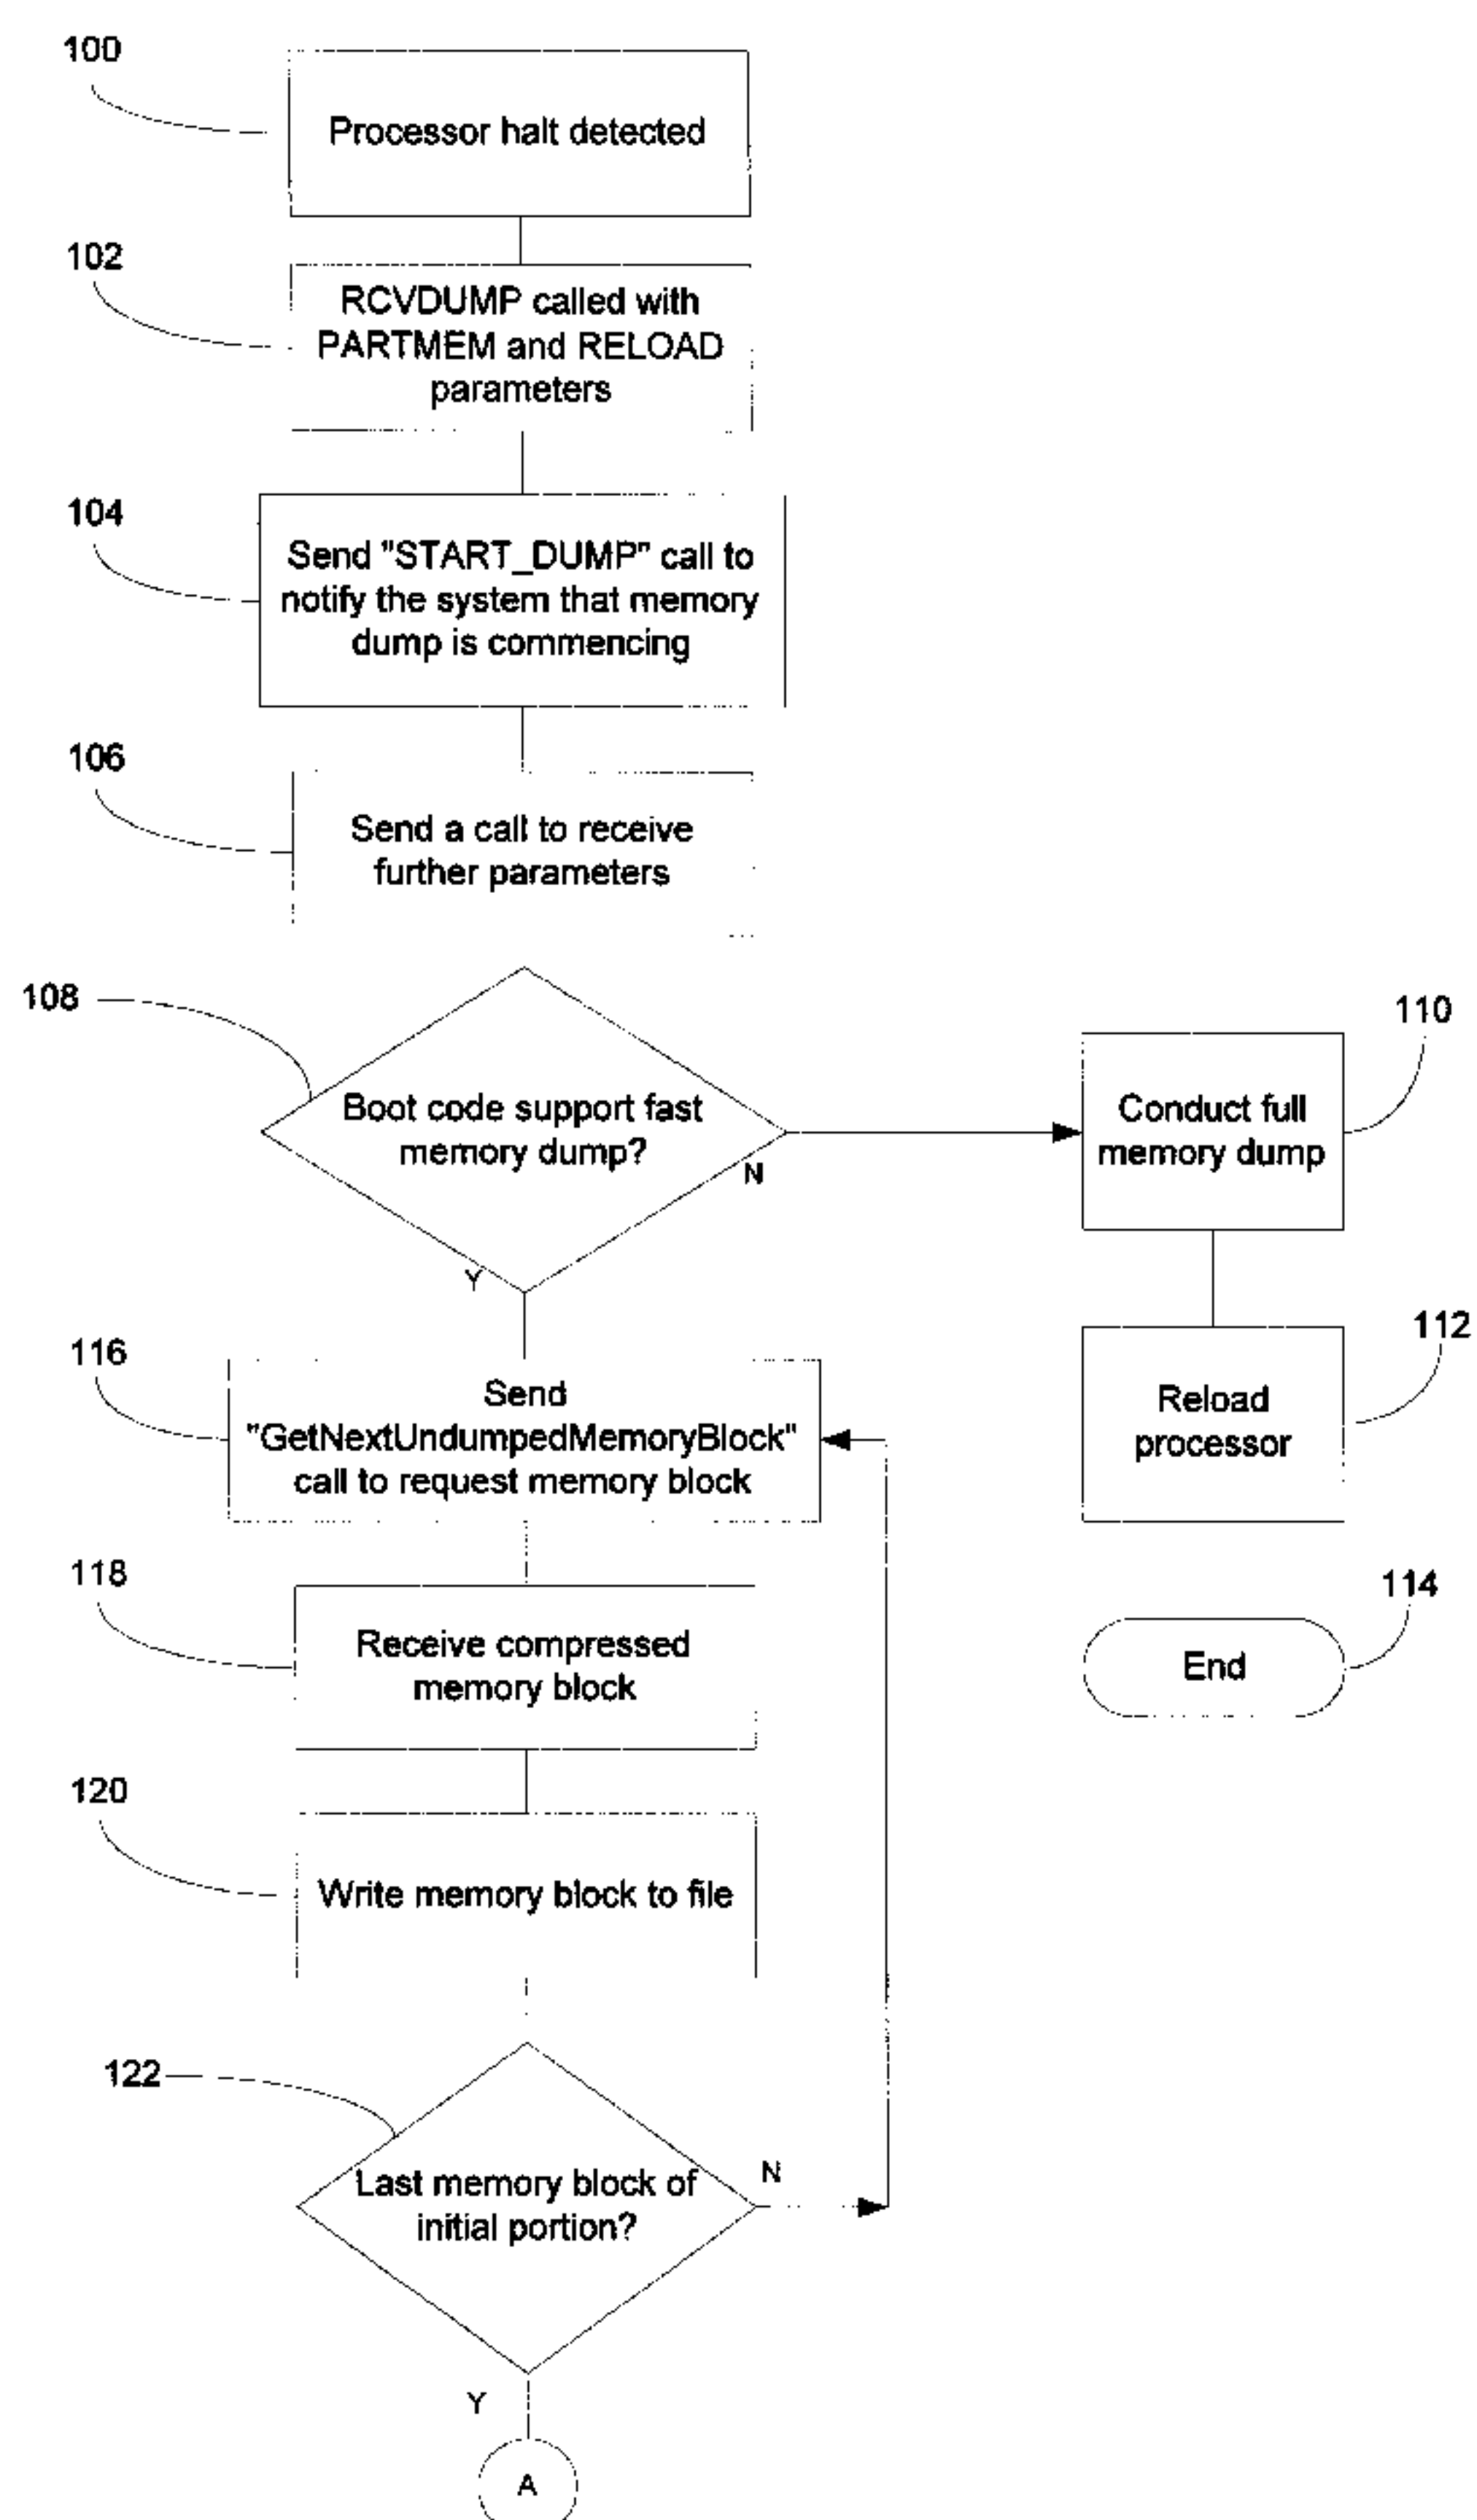 100
Processor halt detected
102
RCVDUMP called with
PARTMEM and RELOAD
parameters
104
Send "START_DUMP" call to
notify the system that memory
dump is commencing
106
Send a call to receive
further parameters
108
Boot code support fast
memory dump?
N
Y
110
Conduct full
memory dump
112
Reload
processor
114
End
116
Send
"GetNextUndumpedMemoryBlock"
call to request memory block
118
Receive compressed
memory block
120
Write memory block to file
122
Last memory block of
initial portion?
N
Y
A